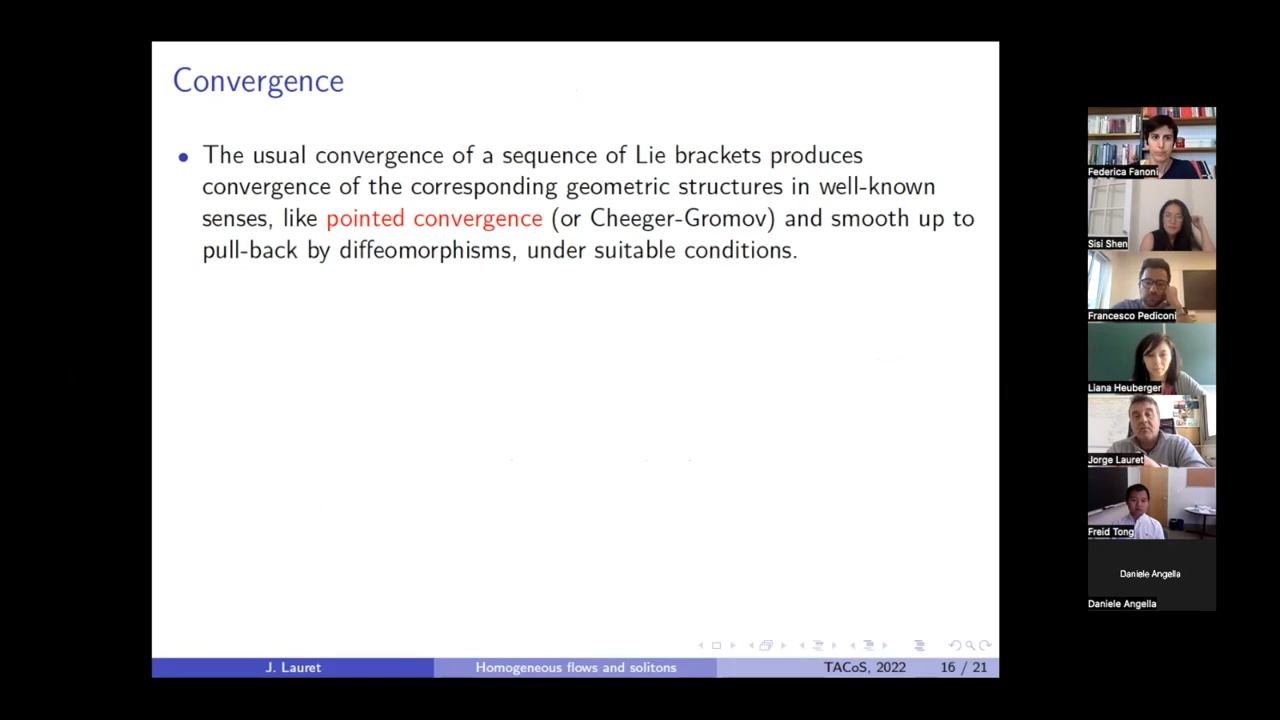 Convergence
• The usual convergence of a sequence of Lie brackets produces
convergence of the corresponding geometric structures in well-known
senses, like pointed convergence (or Cheeger-Gromov) and smooth up to
pull-back by diffeomorphisms, under suitable conditions.
J. Lauret
Homogeneous flows and solitons
TACoS, 2022
16 / 21
Federica Fanoni
Sisi Shen
Francesco Pediconi
Liana Heuberger
Jorge Lauret
Freid Tong
Daniele Angella
Daniele Angella